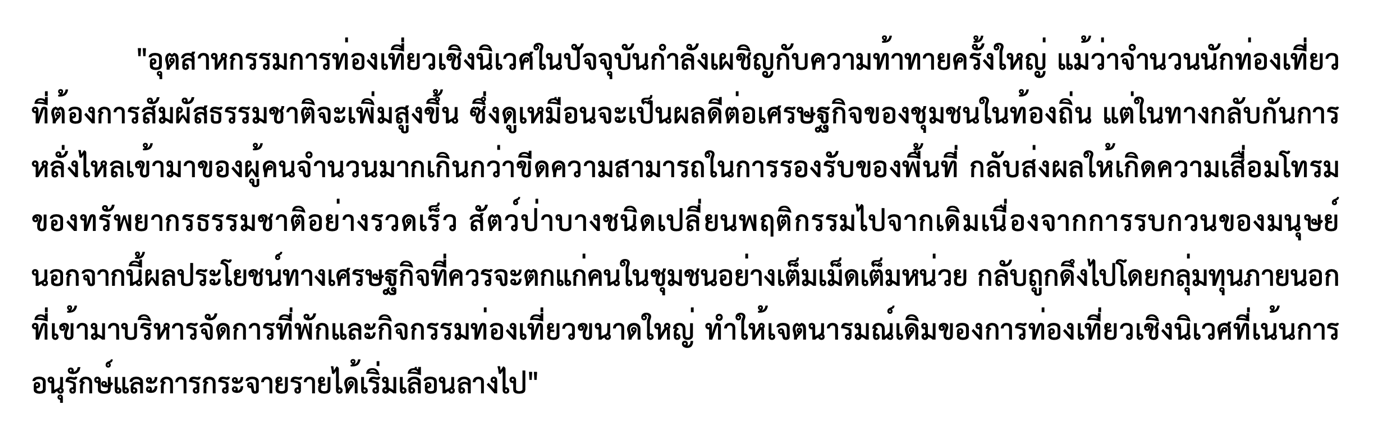 "อุตสาหกรรมการท่องเที่ยวเชิงนิเวศในปัจจุบันกำลังเผชิญกับความท้าทายครั้งใหญ่ แม้ว่าจำนวนนักท่องเที่ยว
ที่ต้องการสัมผัสธรรมชาติจะเพิ่มสูงขึ้น ซึ่งดูเหมือนจะเป็นผลดีต่อเศรษฐกิจของชุมชนในท้องถิ่น แต่ในทางกลับกันการ
หลั่งไหลเข้ามาของผู้คนจำนวนมากเกินกว่าขีดความสามารถในการรองรับของพื้นที่ กลับส่งผลให้เกิดความเสื่อมโทรม
ของทรัพยากรธรรมชาติอย่างรวดเร็ว สัตว์ป่าบางชนิดเปลี่ยนพฤติกรรมไปจากเดิมเนื่องจากการรบกวนของมนุษย์
นอกจากนี้ผลประโยชน์ทางเศรษฐกิจที่ควรจะตกแก่คนในชุมชนอย่างเต็มเม็ดเต็มหน่วย กลับถูกดึงไปโดยกลุ่มทุนภายนอก
ที่เข้ามาบริหารจัดการที่พักและกิจกรรมท่องเที่ยวขนาดใหญ่ ทำให้เจตนารมณ์เดิมของการท่องเที่ยวเชิงนิเวศที่เน้นการ
อนุรักษ์และการกระจายรายได้เริ่มเลือนลางไป"